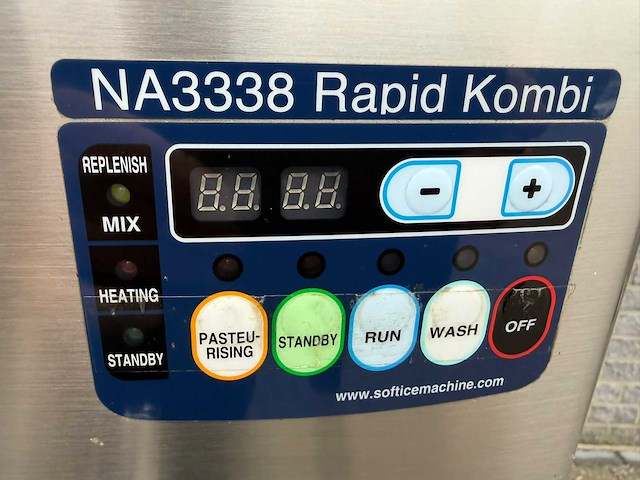 NA3338 Rapid Kombi
REPLENISH
MIX
HEATING
STANDBY
- +
PASTEU-
RISING
STANDBY
RUN
WASH
OFF
www.softicemachine.com